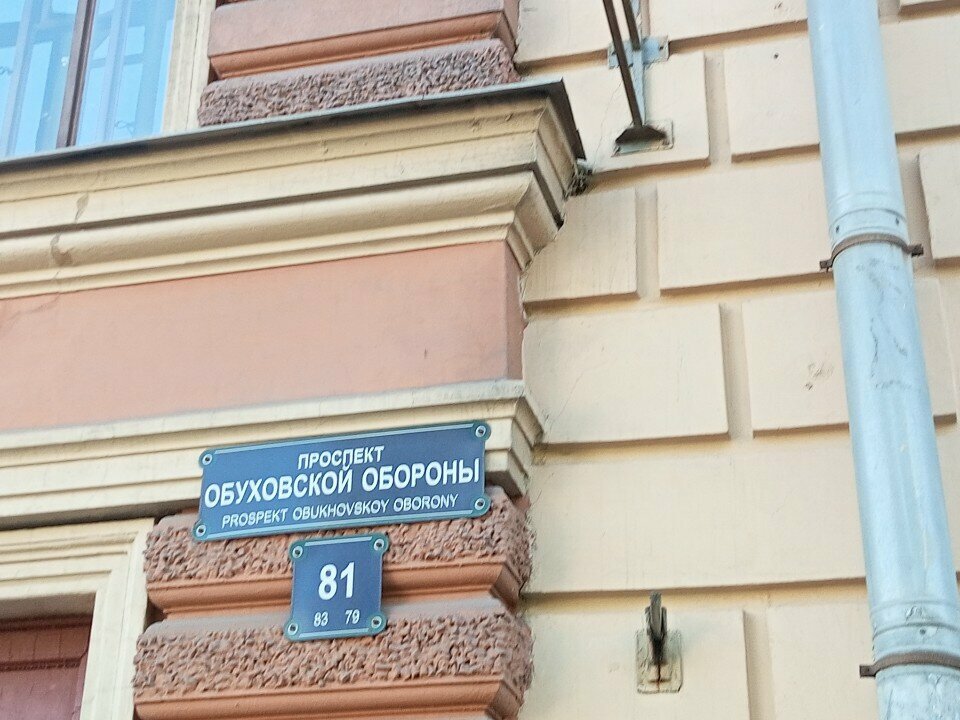 ПРОСПЕКТ
ОБУХОВСКОЙ ОБОРОНЫ
PROSPEKT OBUKHOVSKOY OBORONY
81
83 79